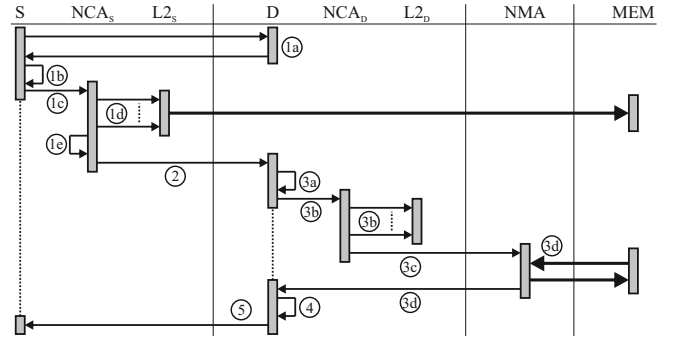 S NCA_S L2_S D NCA_D L2_D NMA MEM
1a
1b
1c
1d
1e
2
3a
3b
3b
3d
3c
3d
5
4